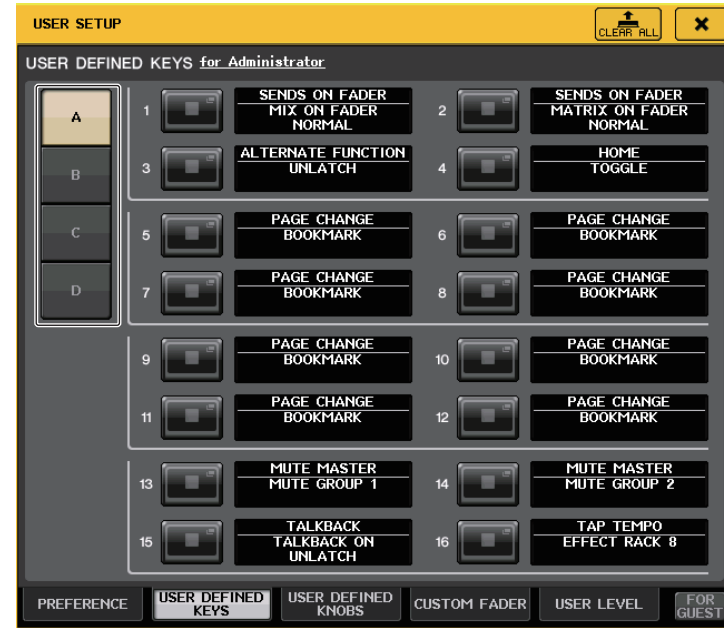 USER SETUP
CLEAR ALL
USER DEFINED KEYS for Administrator
A
B
C
D
1
SENDS ON FADER
MIX ON FADER
NORMAL
2
SENDS ON FADER
MATRIX ON FADER
NORMAL
3
ALTERNATE FUNCTION
UNLATCH
4
HOME
TOGGLE
5
PAGE CHANGE
BOOKMARK
6
PAGE CHANGE
BOOKMARK
7
PAGE CHANGE
BOOKMARK
8
PAGE CHANGE
BOOKMARK
9
PAGE CHANGE
BOOKMARK
10
PAGE CHANGE
BOOKMARK
11
PAGE CHANGE
BOOKMARK
12
PAGE CHANGE
BOOKMARK
13
MUTE MASTER
MUTE GROUP 1
14
MUTE MASTER
MUTE GROUP 2
15
TALKBACK
TALKBACK ON
UNLATCH
16
TAP TEMPO
EFFECT RACK 8
PREFERENCE
USER DEFINED
KEYS
USER DEFINED
KNOBS
CUSTOM FADER
USER LEVEL
FOR
GUEST